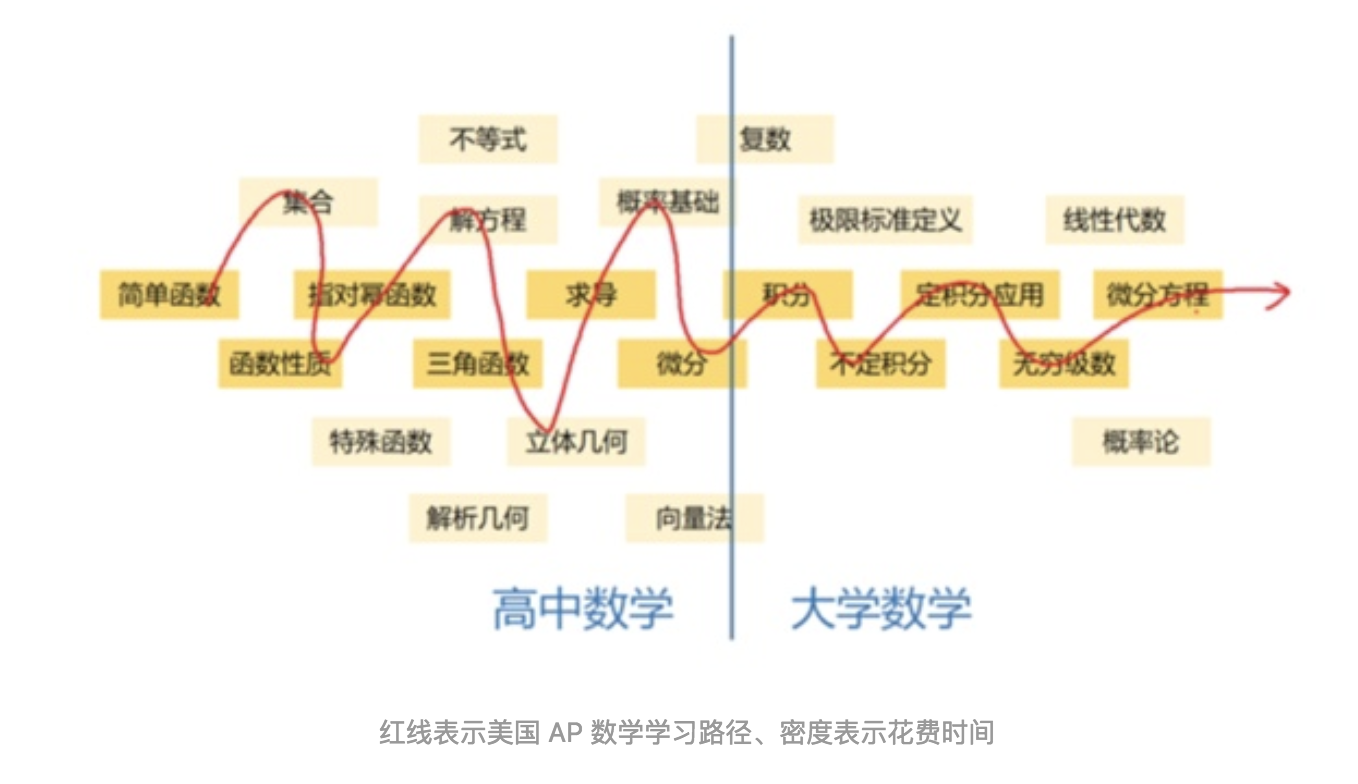 不等式
复数
集合
解方程
概率基础
极限标准定义
线性代数
简单函数
指对幂函数
求导
积分
定积分应用
微分方程
函数性质
三角函数
微分
不定积分
无穷级数
特殊函数
立体几何
概率论
解析几何
向量法
高中数学
大学数学
红线表示美国 AP 数学学习路径、密度表示花费时间